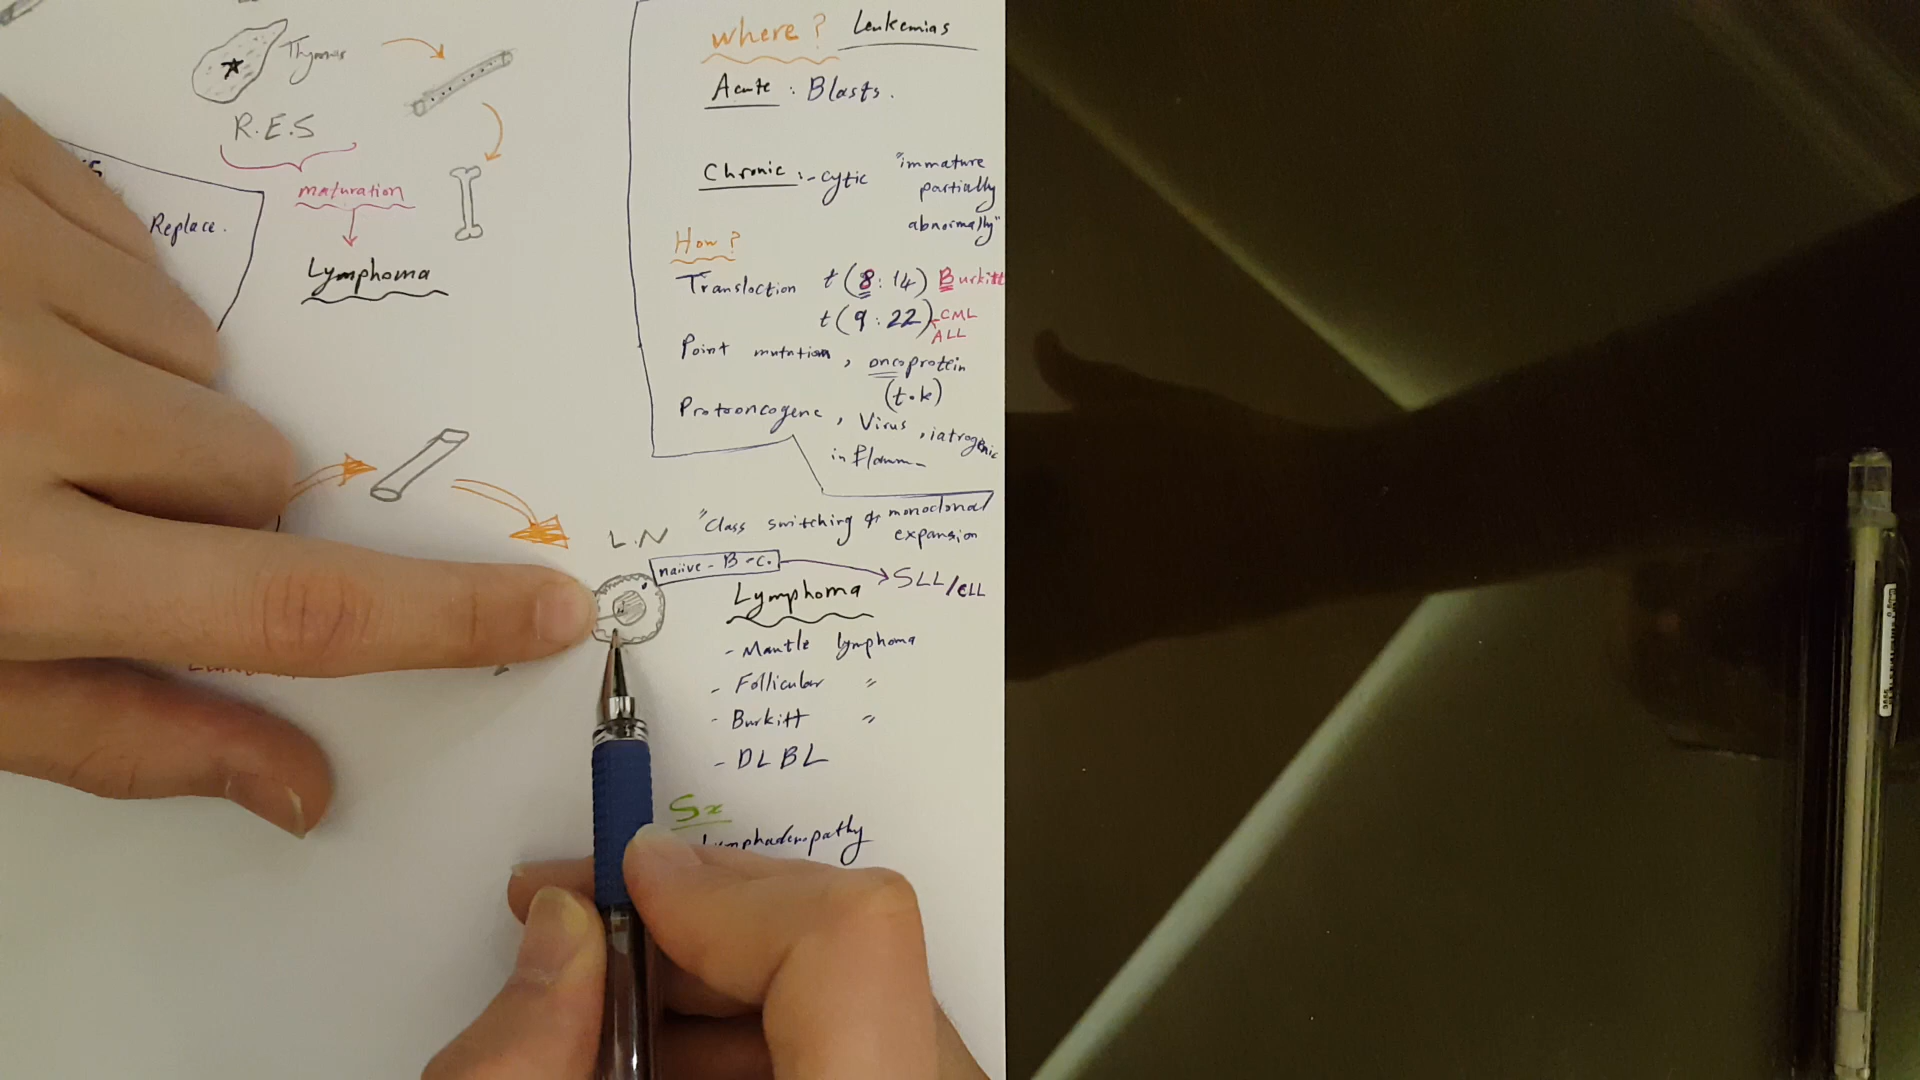 Thymus
R.E.S
maturation
Lymphoma
Replace.
where? Leukemias
Acute : Blasts.
Chronic :- cytic "immature
partially
abnormally"
How?
Transloction t(8:14) Burkitt
t(9:22) CML
ALL
Point mutation, oncoprotein
(t.k)
Protooncogene, Virus, iatrogenic
inflamm-
L.N
"Class switching & monoclonal
expansion
naiive-B-c. SLL/CLL
Lymphoma
- Mantle lymphoma
- Follicular "
- Burkitt "
- DLBL
Sx
Lymphadenopathy